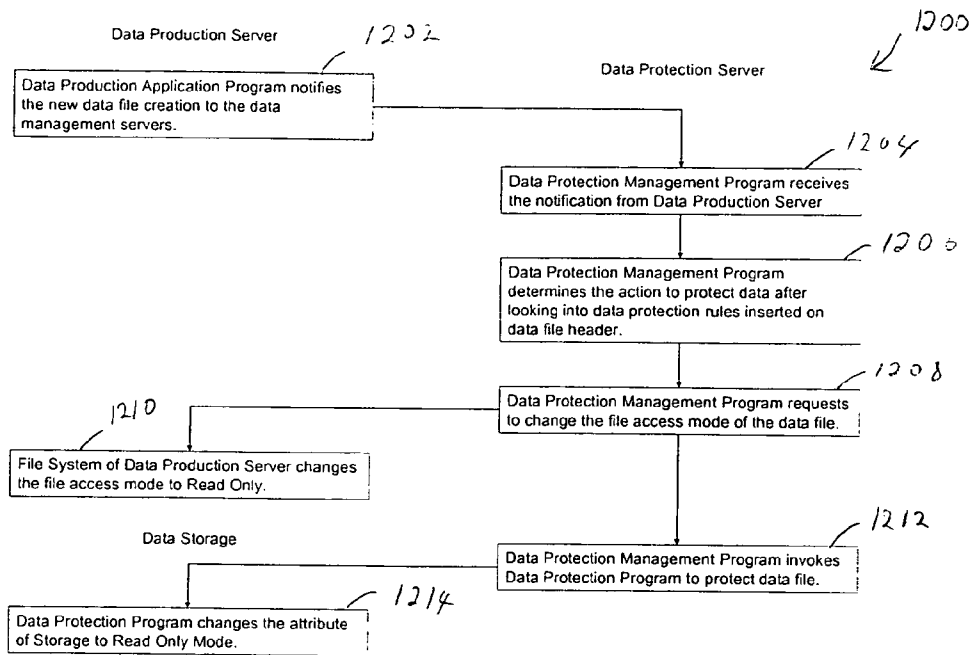 1200
Data Production Server
1202
Data Protection Server
Data Production Application Program notifies
the new data file creation to the data
management servers.
1204
Data Protection Management Program receives
the notification from Data Production Server
1206
Data Protection Management Program
determines the action to protect data after
looking into data protection rules inserted on
data file header.
1208
Data Protection Management Program requests
to change the file access mode of the data file.
1210
File System of Data Production Server changes
the file access mode to Read Only.
1212
Data Storage
Data Protection Management Program invokes
Data Protection Program to protect data file.
1214
Data Protection Program changes the attribute
of Storage to Read Only Mode.